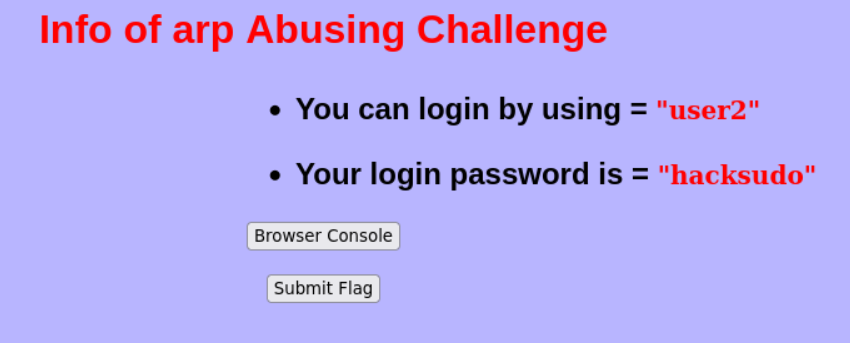 Info of arp Abusing Challenge
• You can login by using = "user2"
• Your login password is = "hacksudo"
Browser Console
Submit Flag